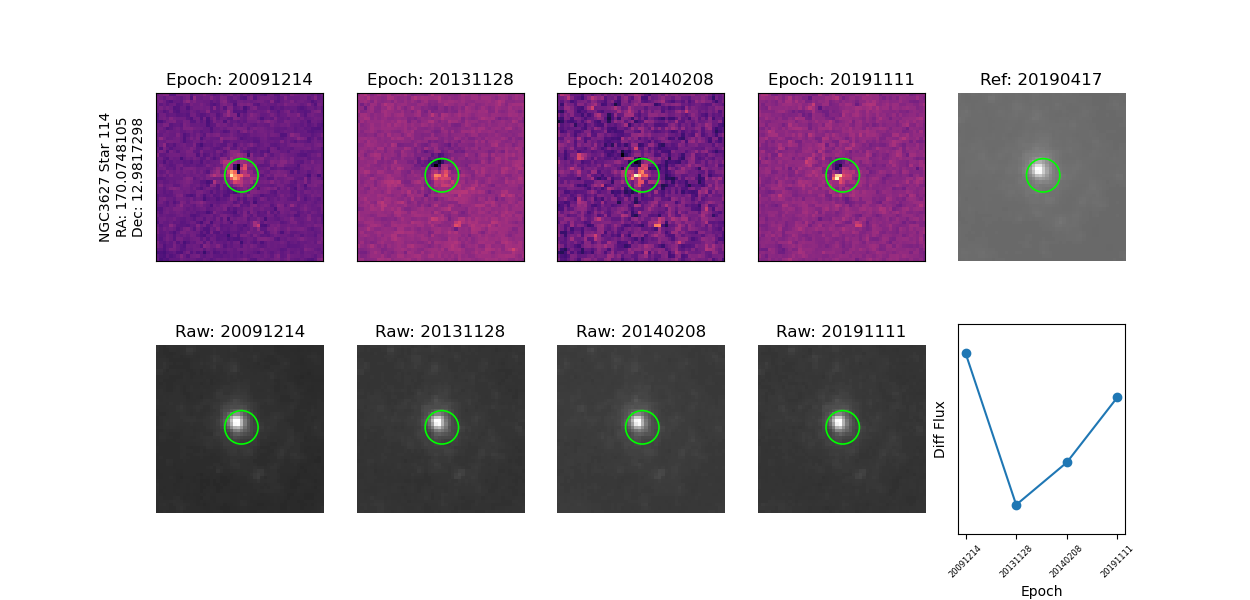 NGC3627 Star 114
RA: 170.0748105
Dec: 12.9817298
Epoch: 20091214
Epoch: 20131128
Epoch: 20140208
Epoch: 20191111
Ref: 20190417
Raw: 20091214
Raw: 20131128
Raw: 20140208
Raw: 20191111
Diff Flux
20091214
20131128
20140208
20191111
Epoch